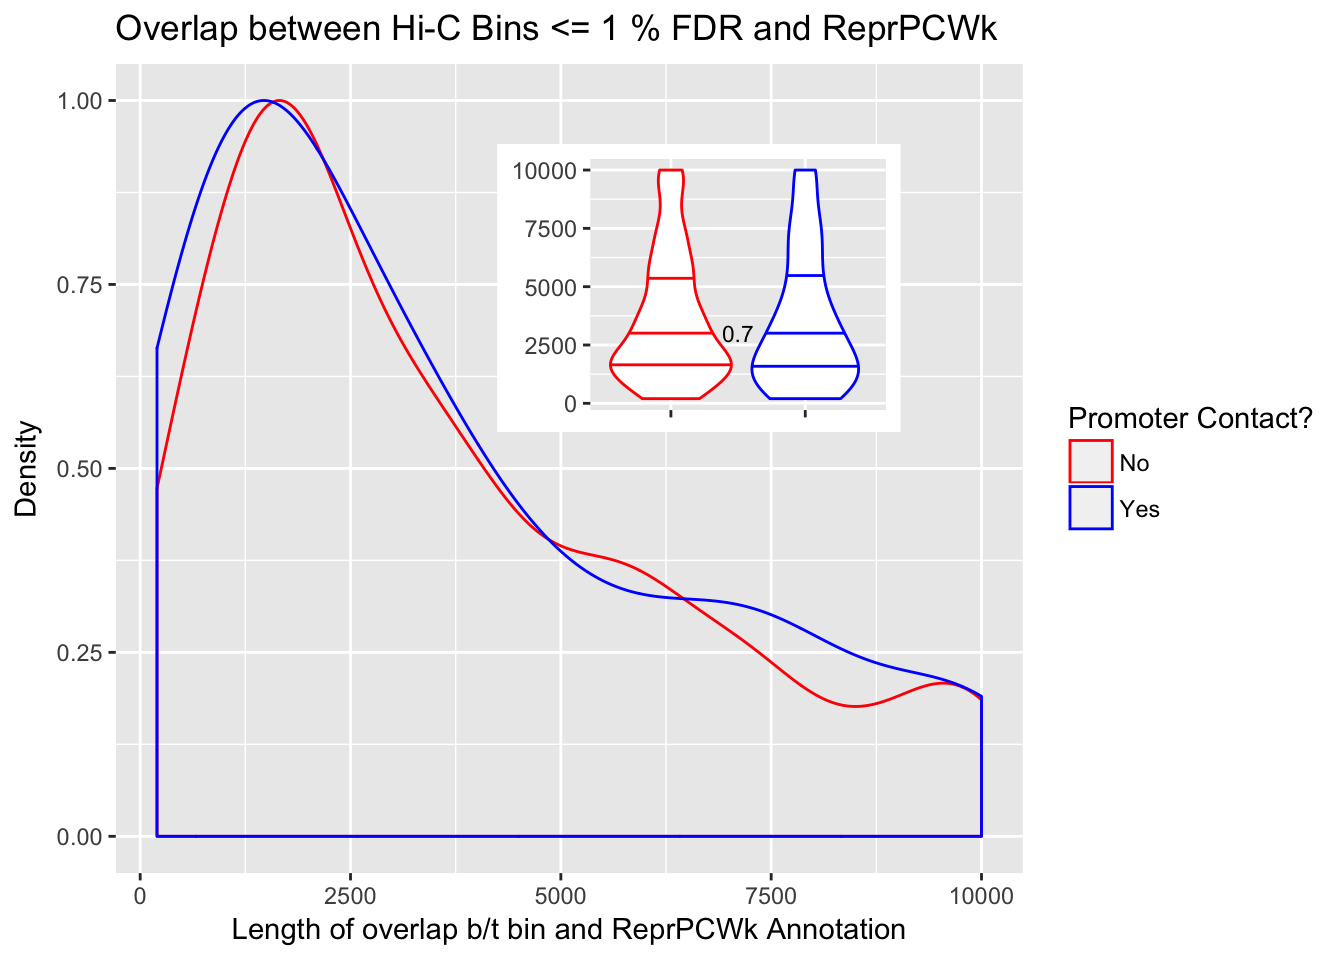 Overlap between Hi-C Bins <= 1 % FDR and ReprPCWk
1.00
0.75
0.50
0.25
0.00
Density
10000
7500
5000
2500
0
0.7
Promoter Contact?
No
Yes
0 2500 5000 7500 10000
Length of overlap b/t bin and ReprPCWk Annotation